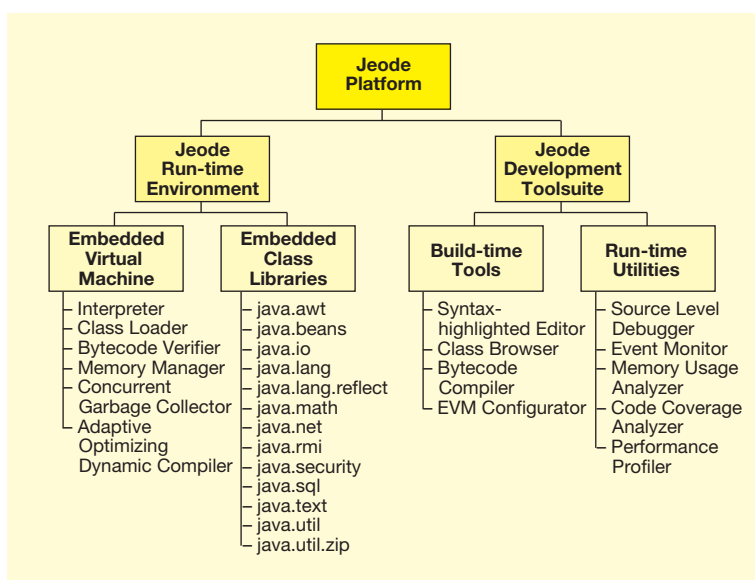 Jeode
Platform
Jeode
Run-time
Environment
Jeode
Development
Toolsuite
Embedded
Virtual
Machine
Interpreter
Class Loader
Bytecode Verifier
Memory Manager
Concurrent
Garbage Collector
Adaptive
Optimizing
Dynamic Compiler
Embedded
Class
Libraries
java.awt
java.beans
java.io
java.lang
java.lang.reflect
java.math
java.net
java.rmi
java.security
java.sql
java.text
java.util
java.util.zip
Build-time
Tools
Syntax-
highlighted Editor
Class Browser
Bytecode
Compiler
EVM Configurator
Run-time
Utilities
Source Level
Debugger
Event Monitor
Memory Usage
Analyzer
Code Coverage
Analyzer
Performance
Profiler